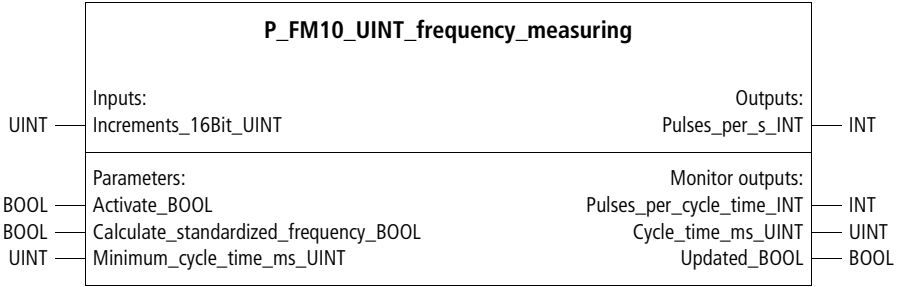 P_FM10_UINT_frequency_measuring
Inputs: Outputs:
UINT Increments_16Bit_UINT Pulses_per_s_INT INT
Parameters: Monitor outputs:
BOOL Activate_BOOL Pulses_per_cycle_time_INT INT
BOOL Calculate_standardized_frequency_BOOL Cycle_time_ms_UINT UINT
UINT Minimum_cycle_time_ms_UINT Updated_BOOL BOOL